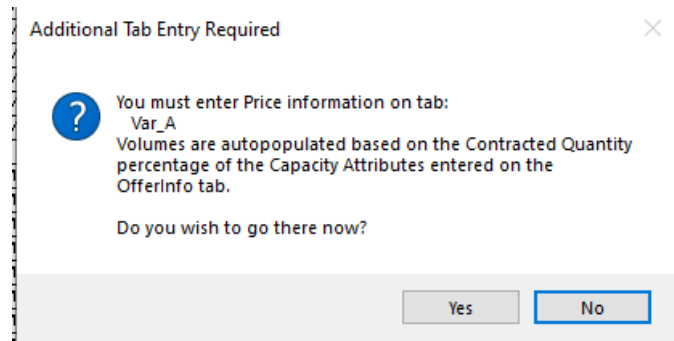 Additional Tab Entry Required
You must enter Price information on tab:
Var_A
Volumes are autopopulated based on the Contracted Quantity
percentage of the Capacity Attributes entered on the
OfferInfo tab.
Do you wish to go there now?
Yes No